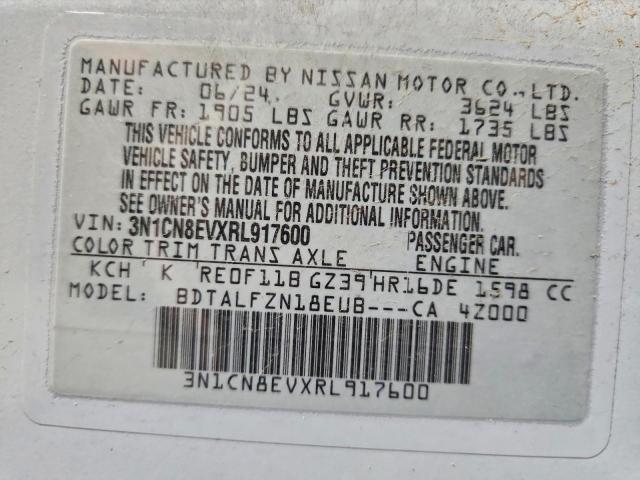 MANUFACTURED BY NISSAN MOTOR CO.,LTD.
DATE: 06/24 GVWR: 3624 LBS
GAWR FR: 1905 LBS GAWR RR: 1735 LBS
THIS VEHICLE CONFORMS TO ALL APPLICABLE FEDERAL MOTOR
VEHICLE SAFETY, BUMPER AND THEFT PREVENTION STANDARDS
IN EFFECT ON THE DATE OF MANUFACTURE SHOWN ABOVE.
SEE OWNER'S MANUAL FOR ADDITIONAL INFORMATION.
VIN: 3N1CN8EVXRL917600 PASSENGER CAR.
COLOR TRIM TRANS AXLE ENGINE
KCH K RE0F11B GZ39 HR16DE 1598 CC
MODEL: BDTALFZN18EUB---CA 4Z000
3N1CN8EVXRL917600